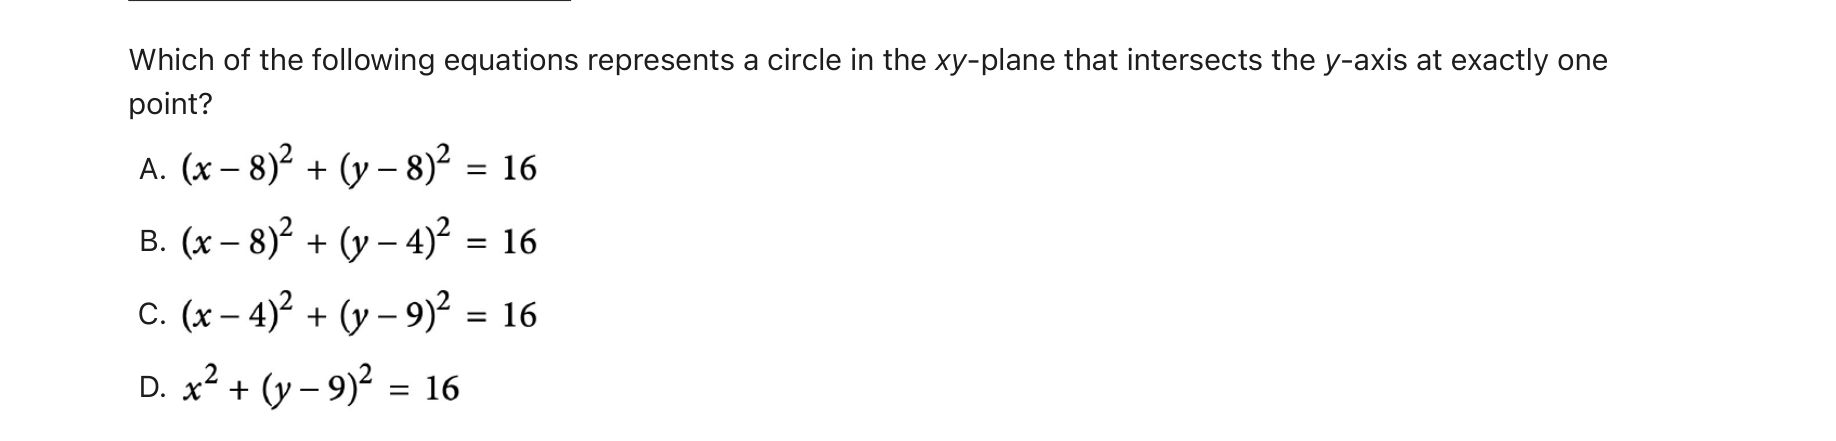 Which of the following equations represents a circle in the xy-plane that intersects the y-axis at exactly one
point?
A. (x – 8)² + (y – 8)² = 16
B. (x – 8)² + (y – 4)² = 16
C. (x – 4)² + (y – 9)² = 16
D. x² + (y – 9)² = 16